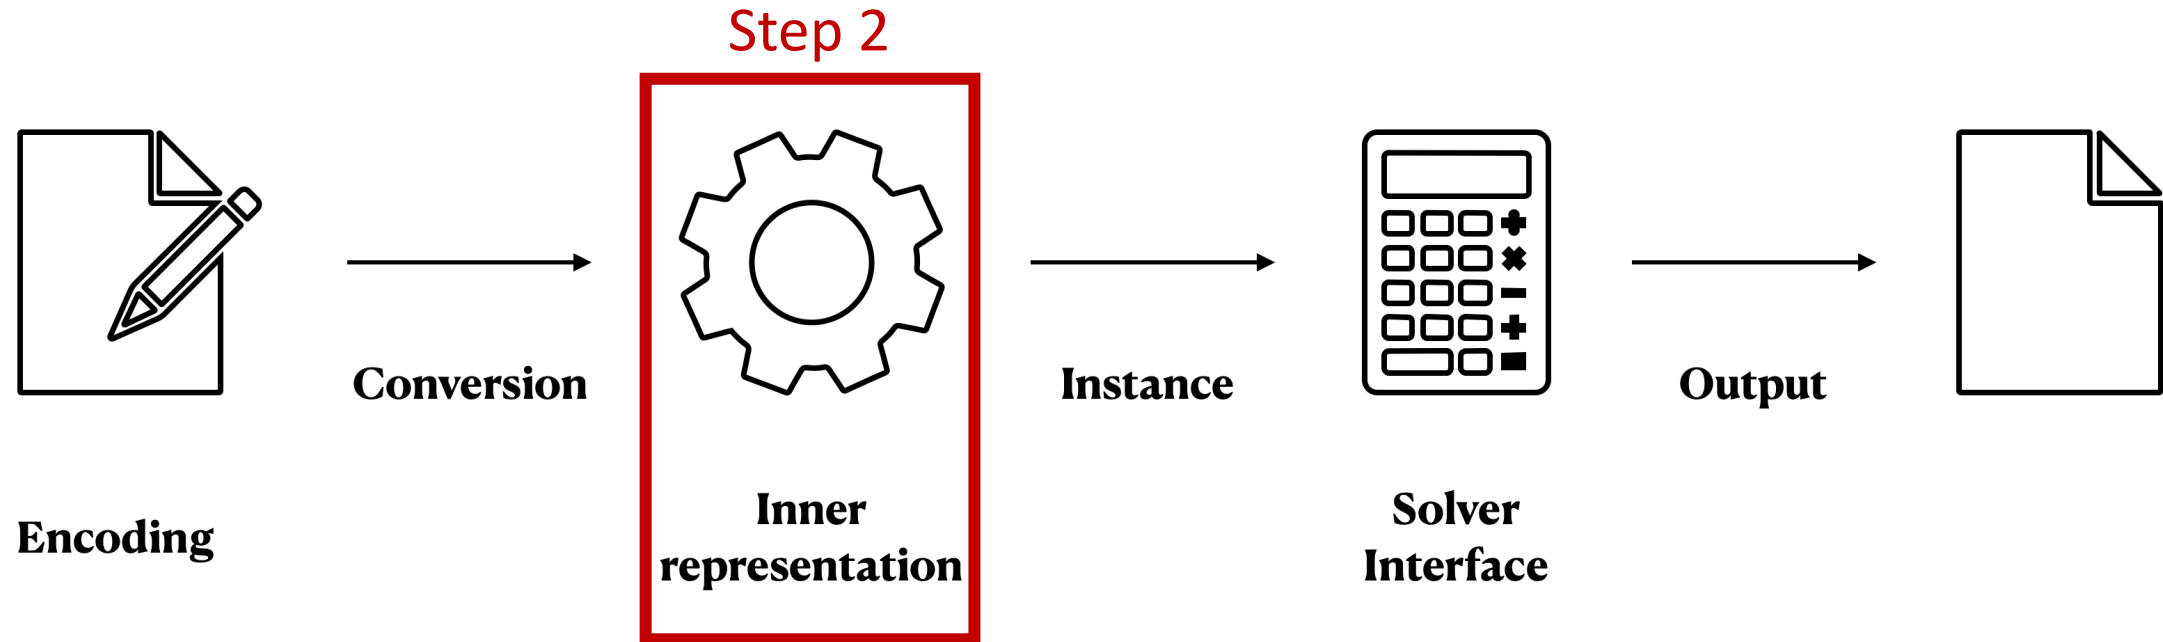 Step 2
Conversion
Instance
Output
Encoding
Inner
representation
Solver
Interface